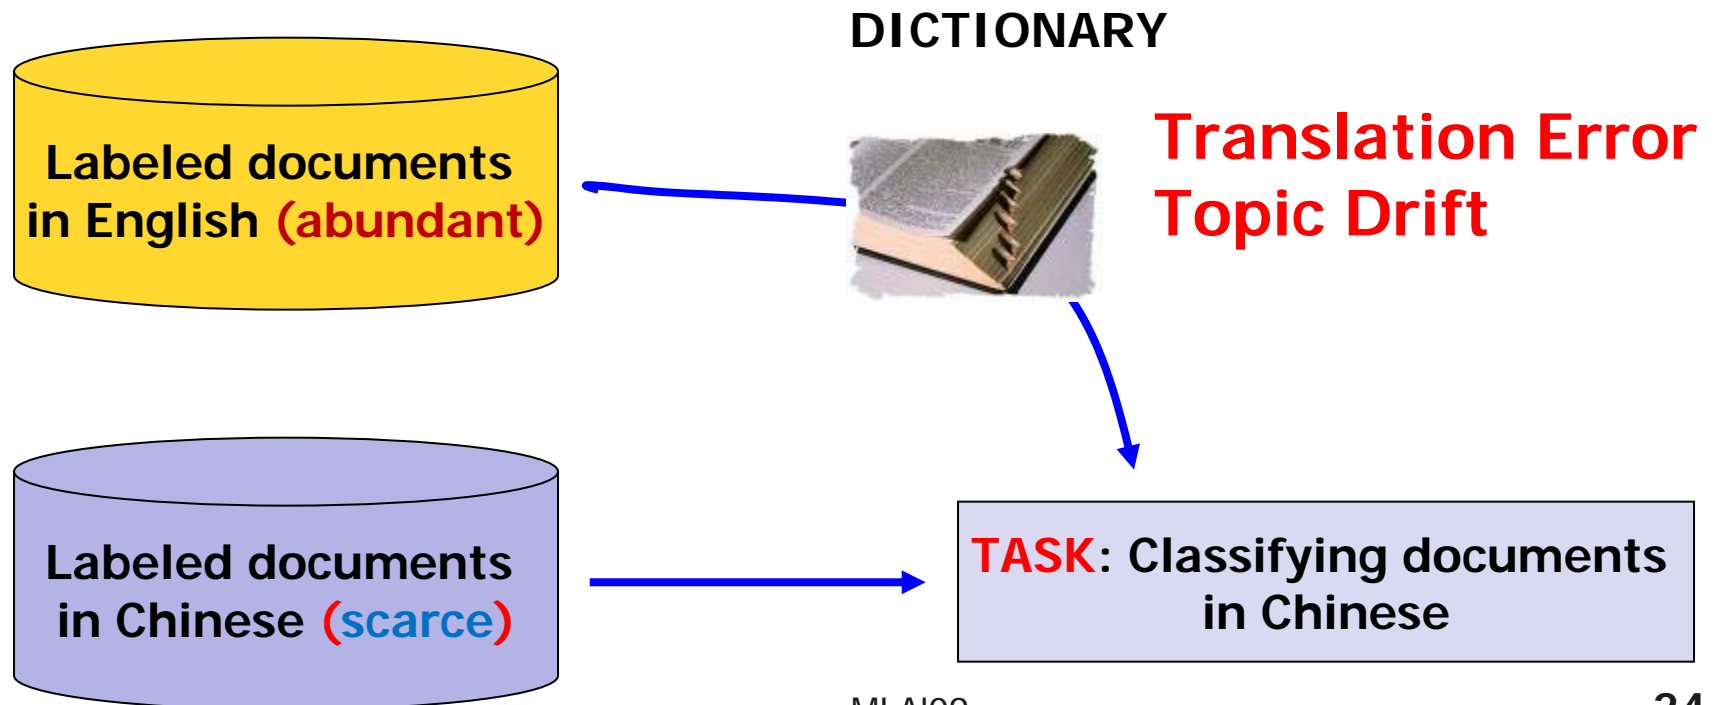 DICTIONARY
Labeled documents
in English (abundant)
Translation Error
Topic Drift
Labeled documents
in Chinese (scarce)
TASK: Classifying documents
in Chinese